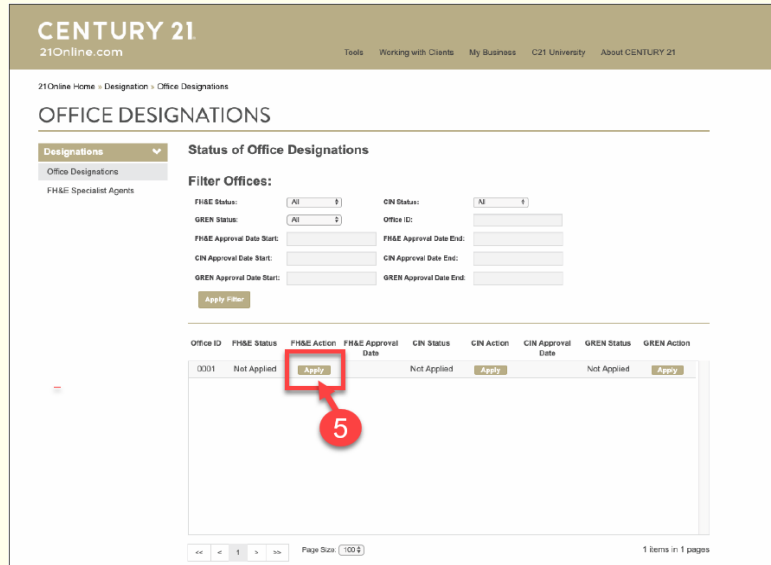 CENTURY 21.
21Online.com
Tools Working with Clients My Business C21 University About CENTURY 21
21Online Home » Designation » Office Designations
OFFICE DESIGNATIONS
Designations
Office Designations
FH&E Specialist Agents
Status of Office Designations
Filter Offices:
FH&E Status: All CIN Status: All
GREN Status: All Office ID:
FH&E Approval Date Start: FH&E Approval Date End:
CIN Approval Date Start: CIN Approval Date End:
GREN Approval Date Start: GREN Approval Date End:
Apply Filter
Office ID FH&E Status FH&E Action FH&E Approval Date CIN Status CIN Action CIN Approval Date GREN Status GREN Action
0001 Not Applied Apply Not Applied Apply Not Applied Apply
5
<< < 1 > >> Page Size: 100 1 items in 1 pages